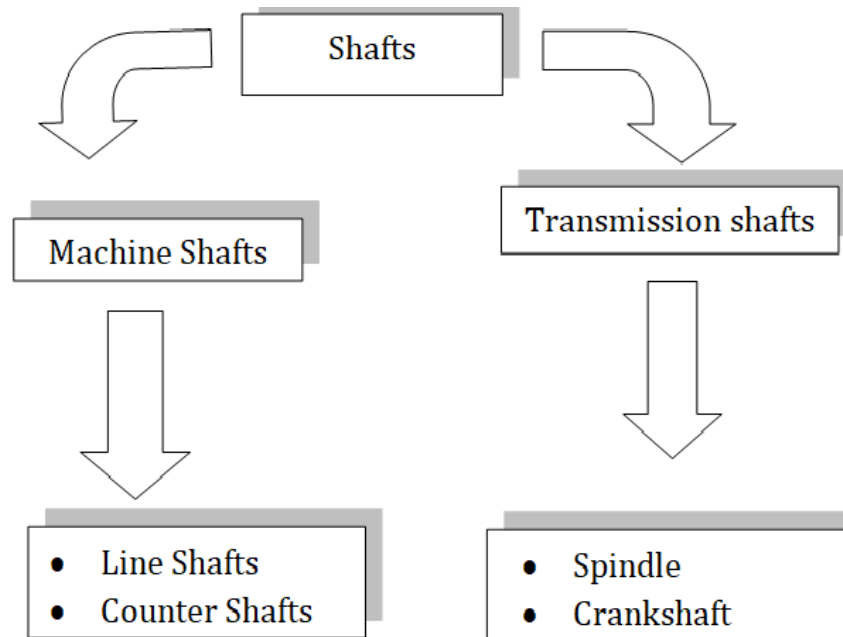 Shafts
Machine Shafts
Transmission shafts
• Line Shafts
• Counter Shafts
• Spindle
• Crankshaft